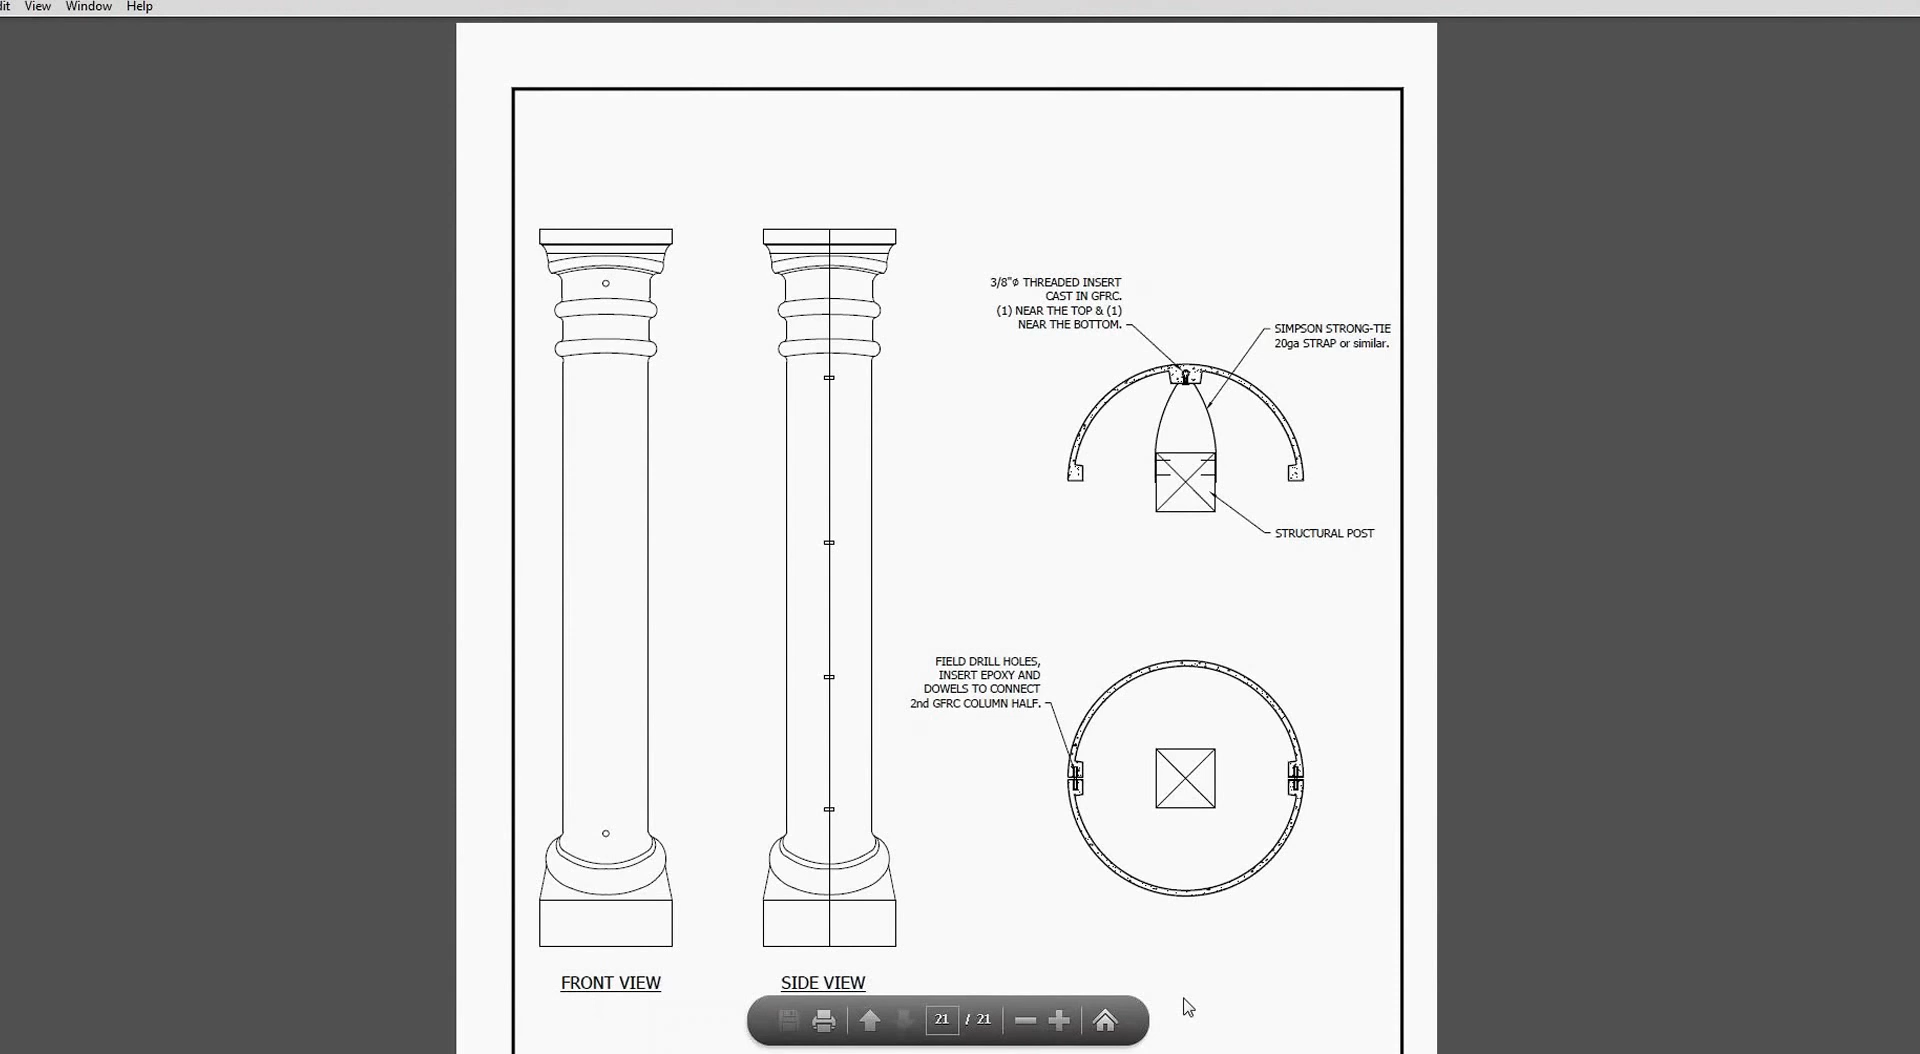 View Window Help
3/8"⌀ THREADED INSERT
CAST IN GFRC.
(1) NEAR THE TOP & (1)
NEAR THE BOTTOM.
SIMPSON STRONG-TIE
20ga STRAP or similar.
STRUCTURAL POST
FIELD DRILL HOLES,
INSERT EPOXY AND
DOWELS TO CONNECT
2nd GFRC COLUMN HALF.
FRONT VIEW
SIDE VIEW
21 / 21